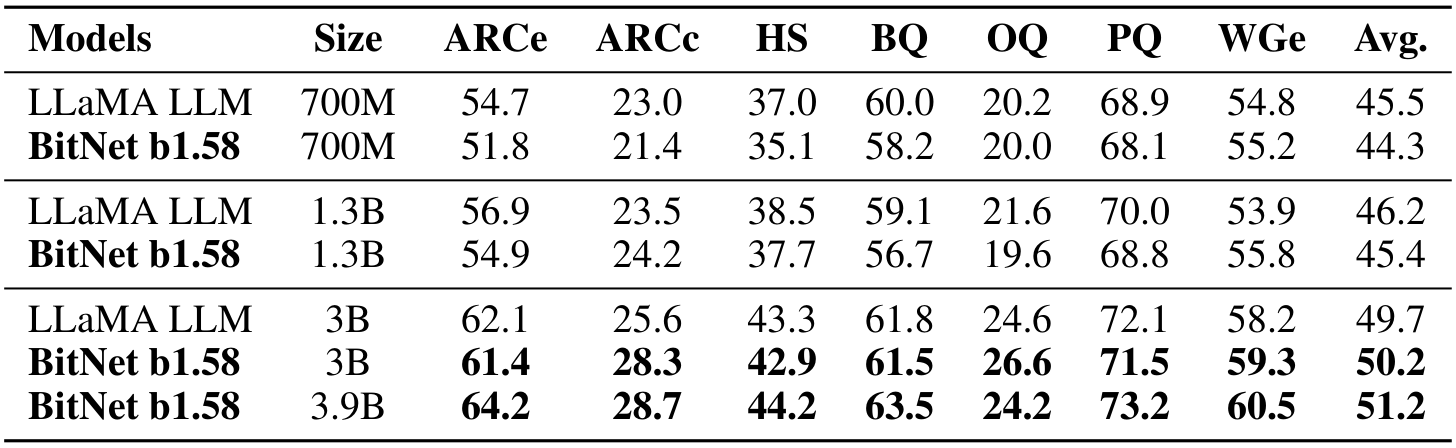 Models Size ARCe ARCc HS BQ OQ PQ WGe Avg.
LLaMA LLM 700M 54.7 23.0 37.0 60.0 20.2 68.9 54.8 45.5
BitNet b1.58 700M 51.8 21.4 35.1 58.2 20.0 68.1 55.2 44.3
LLaMA LLM 1.3B 56.9 23.5 38.5 59.1 21.6 70.0 53.9 46.2
BitNet b1.58 1.3B 54.9 24.2 37.7 56.7 19.6 68.8 55.8 45.4
LLaMA LLM 3B 62.1 25.6 43.3 61.8 24.6 72.1 58.2 49.7
BitNet b1.58 3B 61.4 28.3 42.9 61.5 26.6 71.5 59.3 50.2
BitNet b1.58 3.9B 64.2 28.7 44.2 63.5 24.2 73.2 60.5 51.2